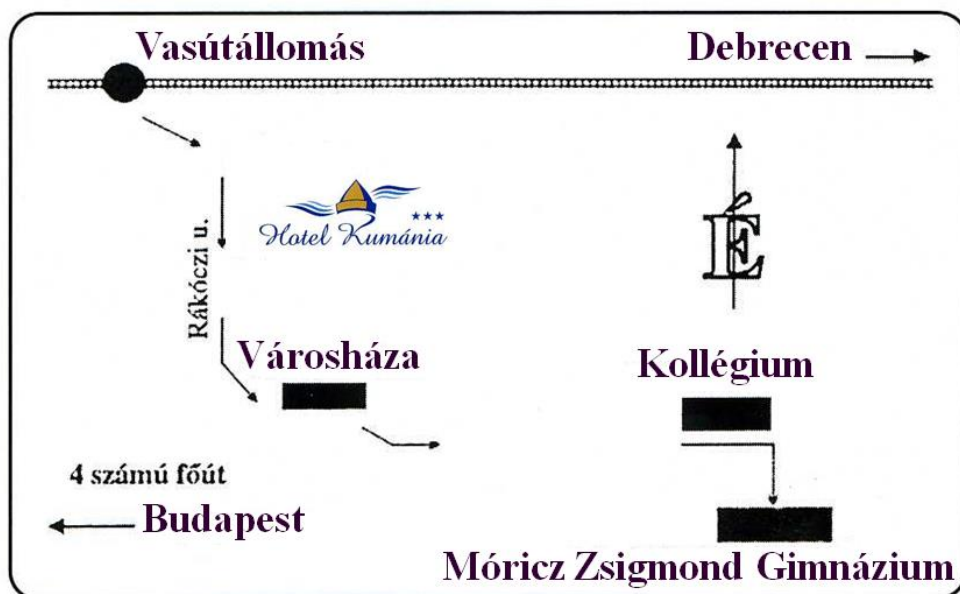 Vasútállomás
Debrecen
Hotel Kumánia
É
Rákóczi u.
Városháza
Kollégium
4 számú főút
Budapest
Móricz Zsigmond Gimnázium